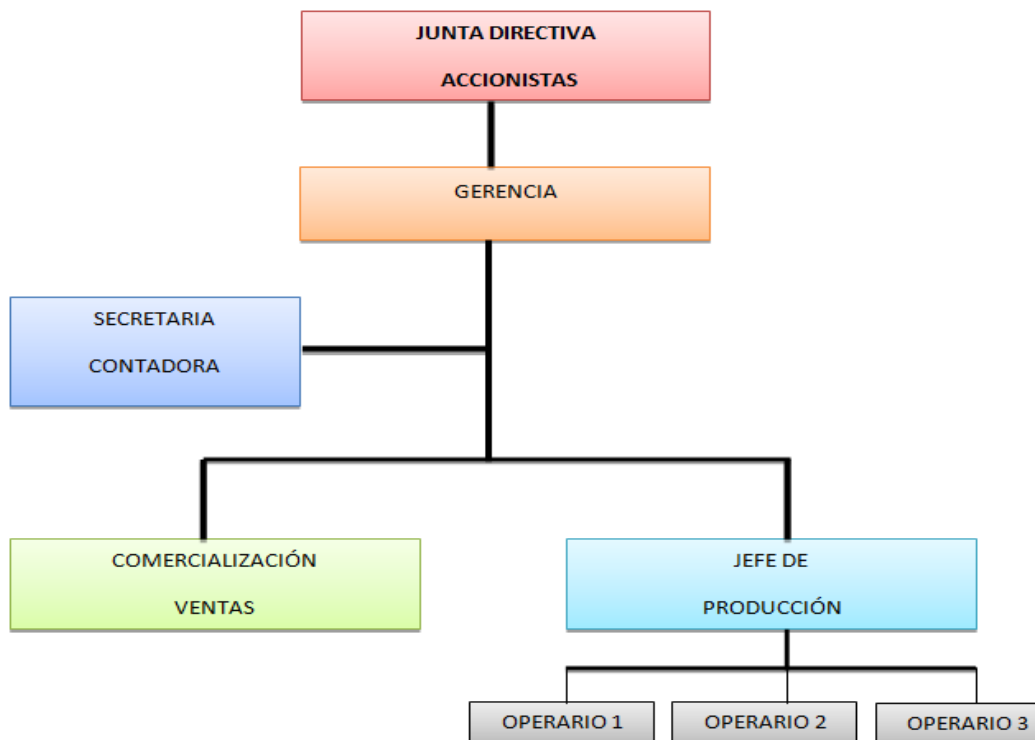 JUNTA DIRECTIVA
ACCIONISTAS
GERENCIA
SECRETARIA
CONTADORA
COMERCIALIZACIÓN
VENTAS
JEFE DE
PRODUCCIÓN
OPERARIO 1
OPERARIO 2
OPERARIO 3